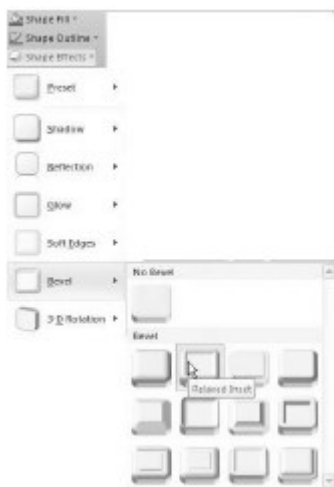 Shape Fill
Shape Outline
Shape Effects
Preset
Shadow
Reflection
Glow
Soft Edges
Bevel
3-D Rotation
No Bevel
Bevel
Relaxed Inset